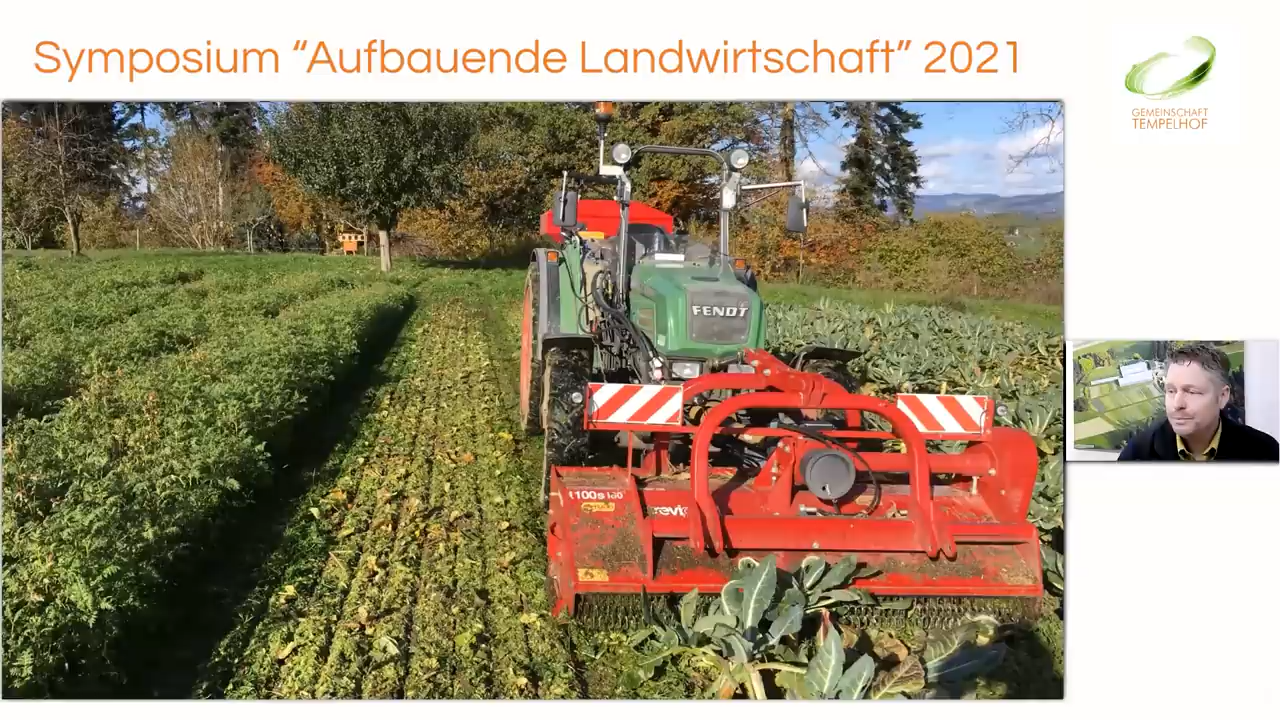 Symposium “Aufbauende Landwirtschaft” 2021
GEMEINSCHAFT
TEMPELHOF
FENDT